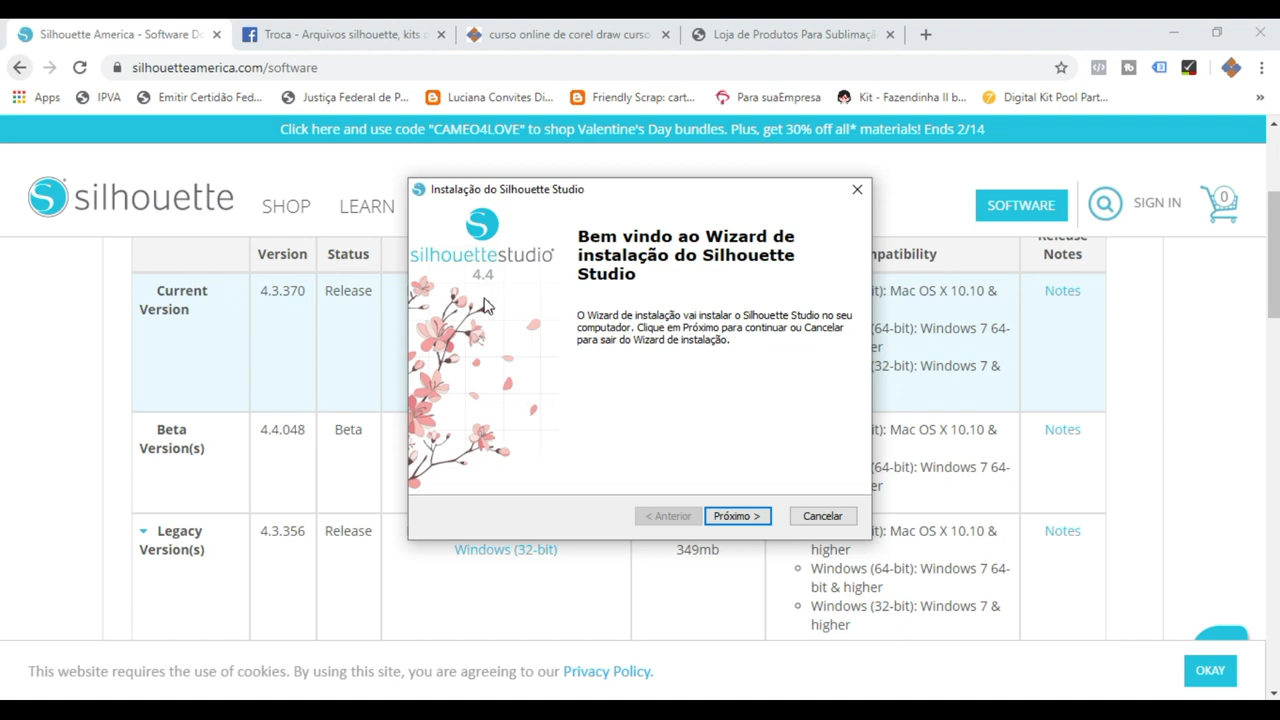 Silhouette America - Software Do
Troca - Arquivos silhouette, kits
curso online de corel draw curso
Loja de Produtos Para Sublimaçã
silhouetteamerica.com/software
Apps
IPVA
Emitir Certidão Fed...
Justiça Federal de P...
Luciana Convites Di...
Friendly Scrap: cart...
Para suaEmpresa
Kit - Fazendinha II b...
Digital Kit Pool Part...
»
Click here and use code "CAMEO4LOVE" to shop Valentine's Day bundles. Plus, get 30% off all* materials! Ends 2/14
silhouette
SHOP
LEARN
SOFTWARE
SIGN IN
0
Version
Status
patibility
Release
Notes
Current
Version
4.3.370
Release
it): Mac OS X 10.10 &
(64-bit): Windows 7 64-
er
(32-bit): Windows 7 &
Notes
Beta
Version(s)
4.4.048
Beta
it): Mac OS X 10.10 &
(64-bit): Windows 7 64-
er
Notes
Legacy
Version(s)
4.3.356
Release
Windows (32-bit)
349mb
it): Mac OS X 10.10 &
higher
Windows (64-bit): Windows 7 64-
bit & higher
Windows (32-bit): Windows 7 &
higher
Notes
Instalação do Silhouette Studio
silhouettestudio
4.4
Bem vindo ao Wizard de
instalação do Silhouette
Studio
O Wizard de instalação vai instalar o Silhouette Studio no seu
computador. Clique em Próximo para continuar ou Cancelar
para sair do Wizard de instalação.
< Anterior
Próximo >
Cancelar
This website requires the use of cookies. By using this site, you are agreeing to our Privacy Policy.
OKAY